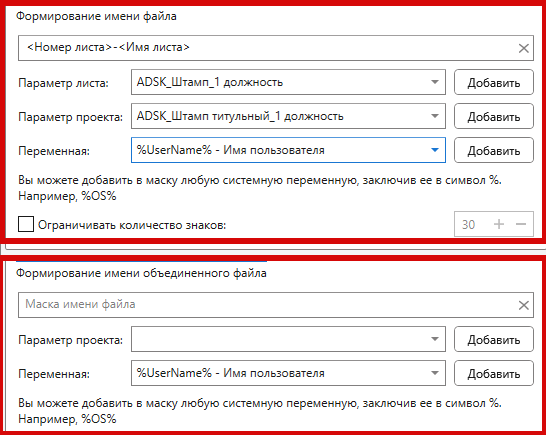 Формирование имени файла
<Номер листа>-<Имя листа>
Параметр листа: ADSK_Штамп_1 должность Добавить
Параметр проекта: ADSK_Штамп титульный_1 должность Добавить
Переменная: %UserName% - Имя пользователя Добавить
Вы можете добавить в маску любую системную переменную, заключив ее в символ %.
Например, %OS%
Ограничивать количество знаков: 30 + −
Формирование имени объединенного файла
Маска имени файла
Параметр проекта: Добавить
Переменная: %UserName% - Имя пользователя Добавить
Вы можете добавить в маску любую системную переменную, заключив ее в символ %.
Например, %OS%